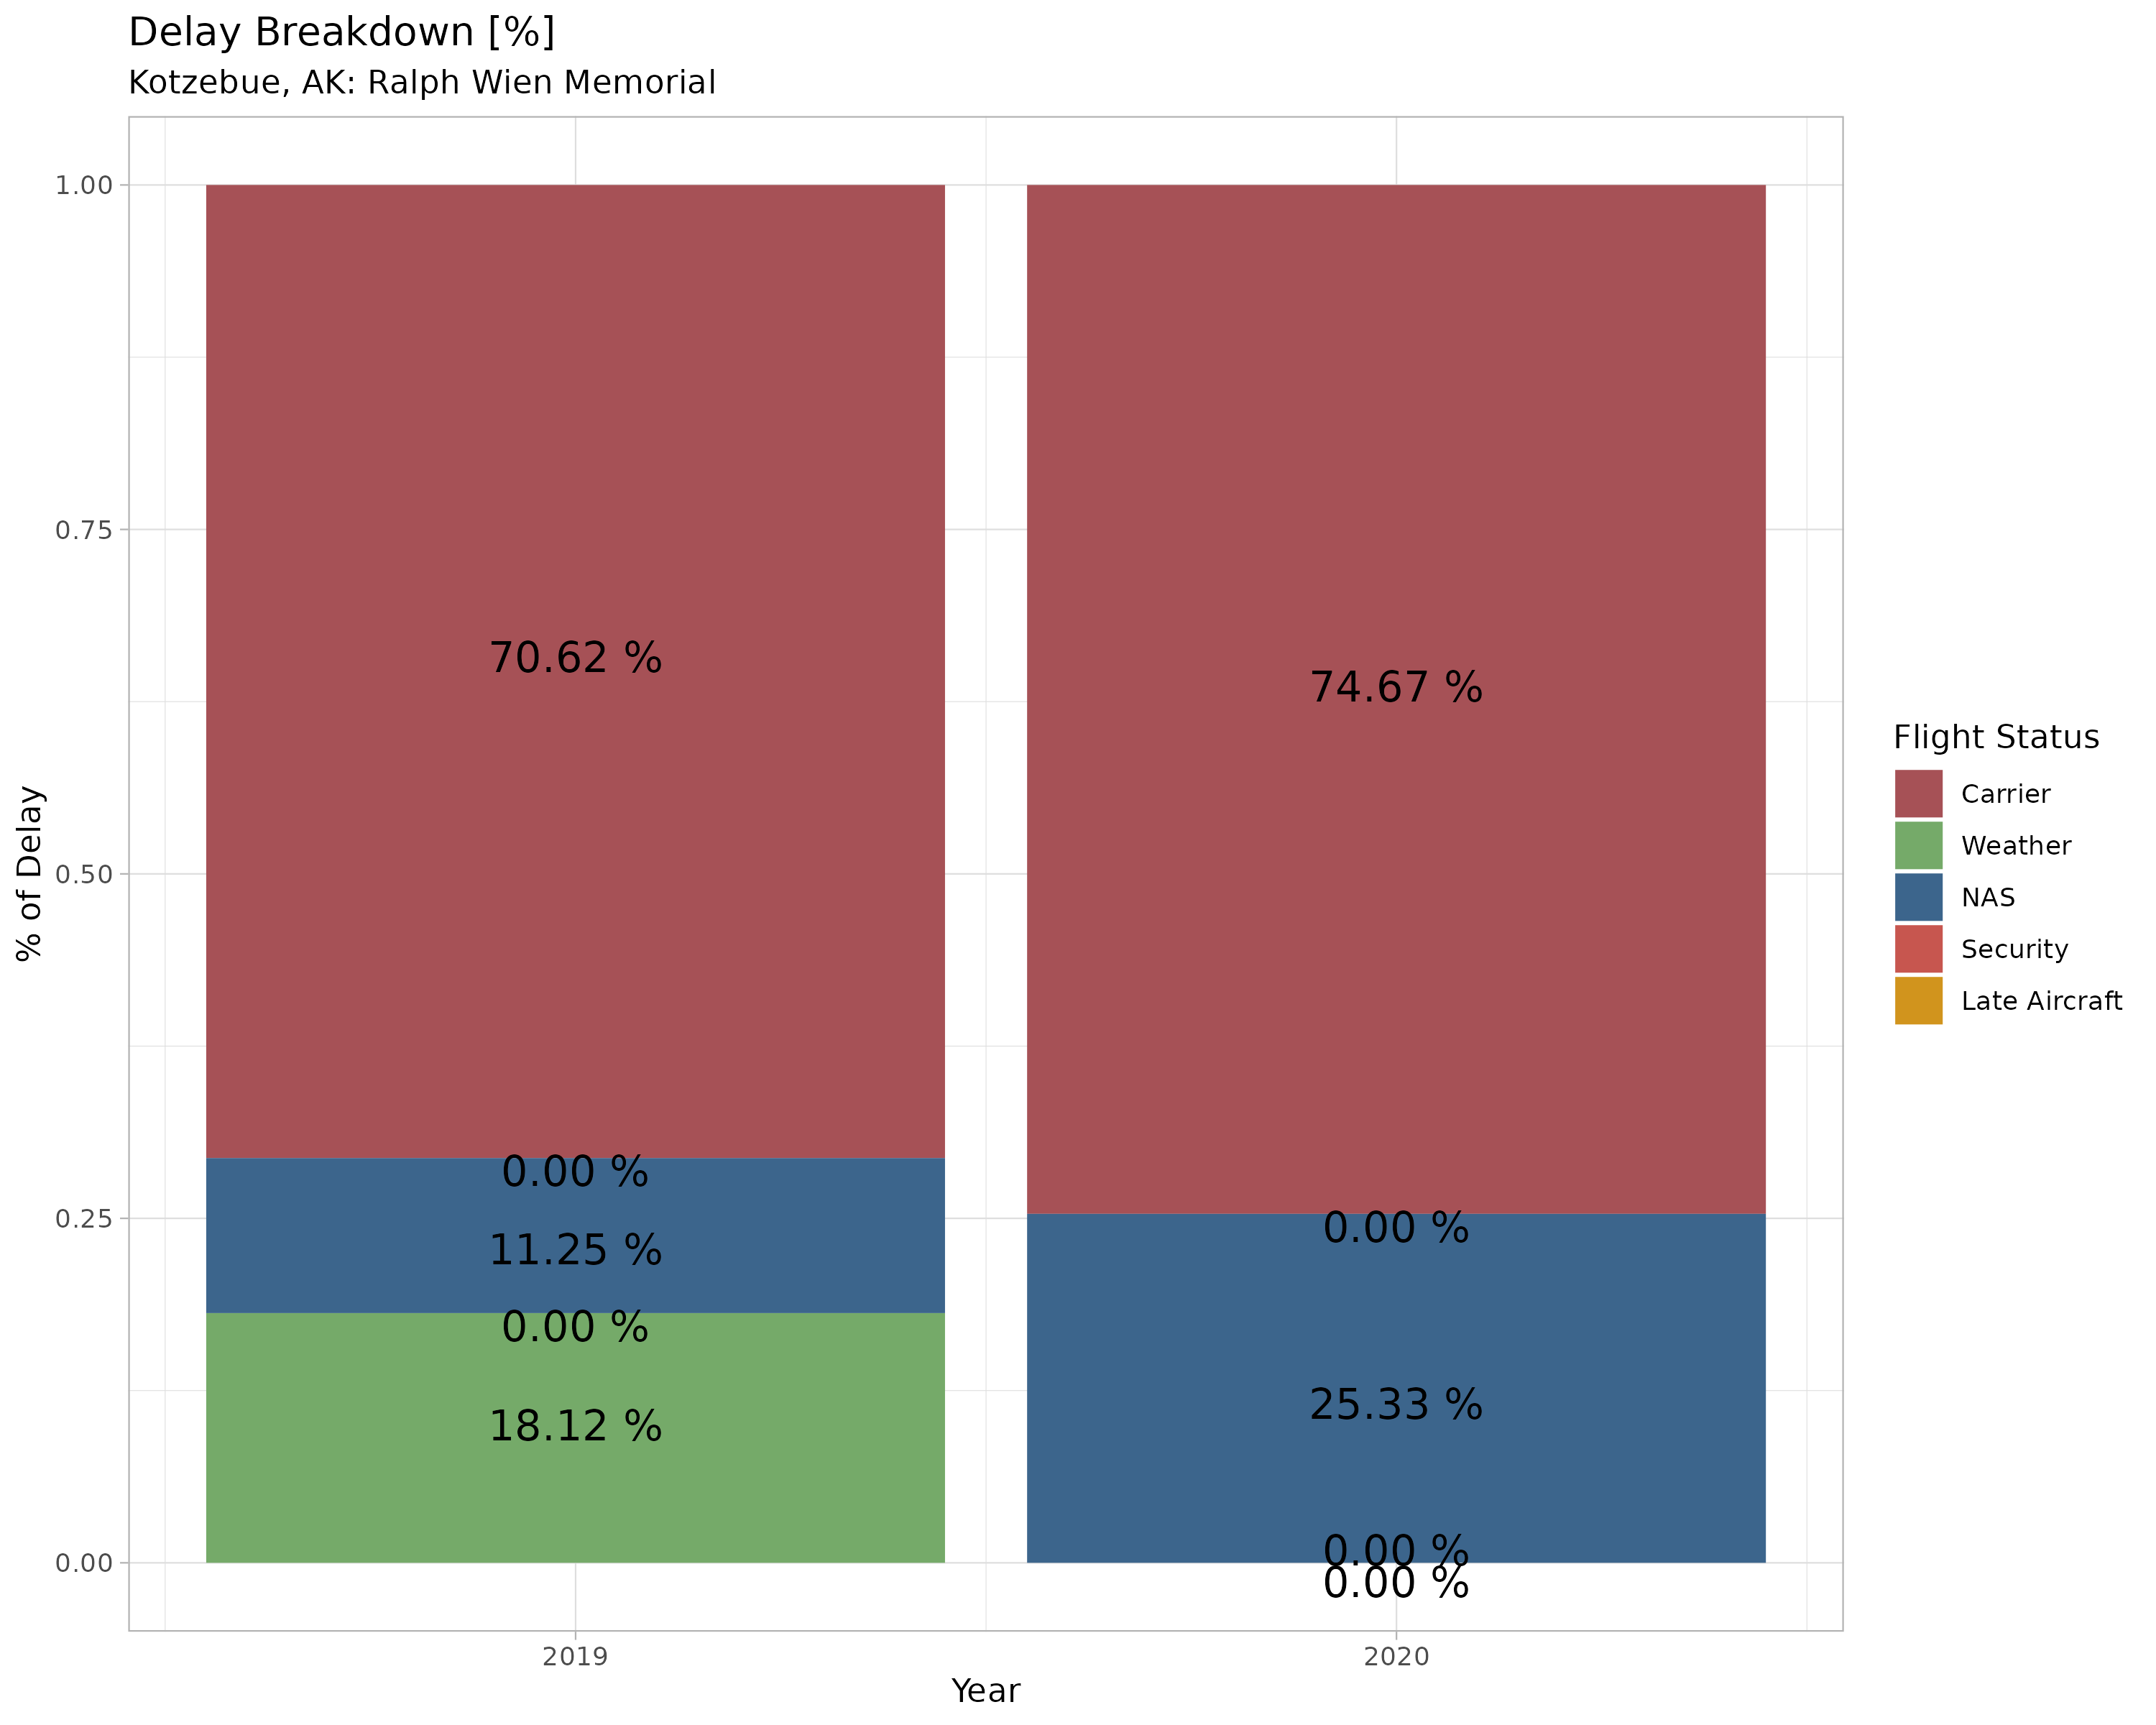 Delay Breakdown [%]
Kotzebue, AK: Ralph Wien Memorial
% of Delay
1.00
0.75
0.50
0.25
0.00
70.62 %
0.00 %
11.25 %
0.00 %
18.12 %
74.67 %
0.00 %
25.33 %
0.00 %
0.00 %
2019
2020
Year
Flight Status
Carrier
Weather
NAS
Security
Late Aircraft